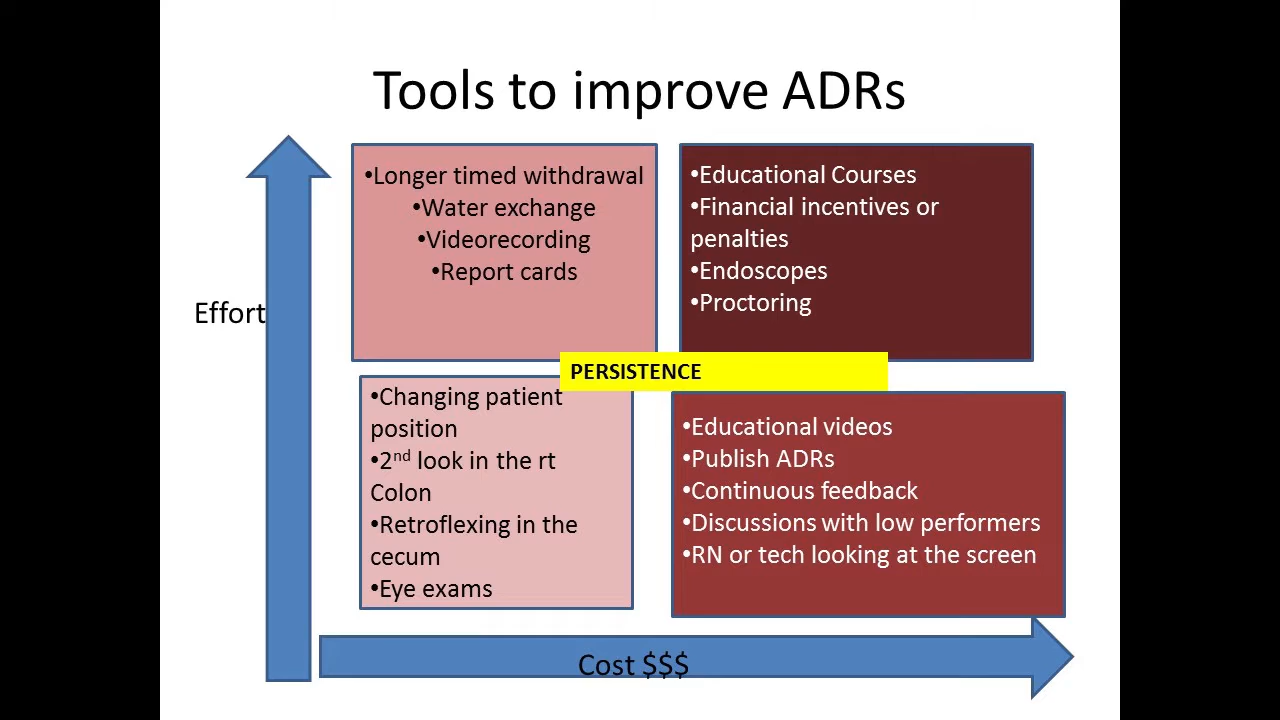 Tools to improve ADRs
•Longer timed withdrawal
•Water exchange
•Videorecording
•Report cards
•Educational Courses
•Financial incentives or
penalties
•Endoscopes
•Proctoring
Effort
PERSISTENCE
•Changing patient
position
•2nd look in the rt
Colon
•Retroflexing in the
cecum
•Eye exams
•Educational videos
•Publish ADRs
•Continuous feedback
•Discussions with low performers
•RN or tech looking at the screen
Cost $$$